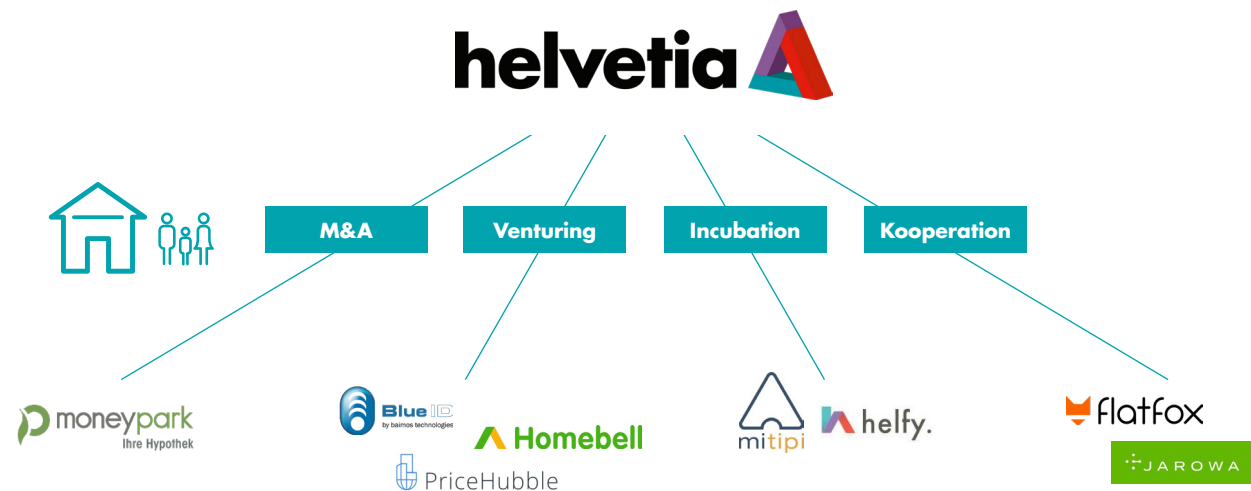 helvetia
M&A
Venturing
Incubation
Kooperation
moneypark
Ihre Hypothek
Blue ID
by baimos technologies
Homebell
PriceHubble
mitipi
helfy.
flatfox
JAROWA